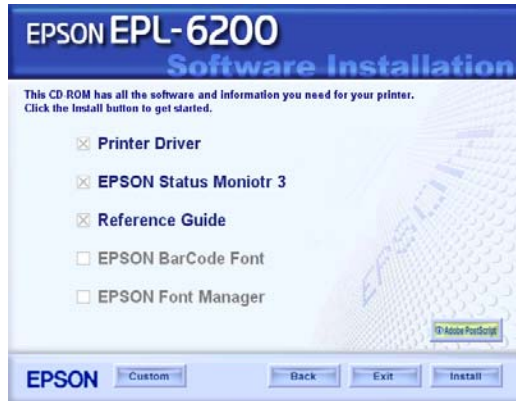 EPSON EPL-6200
Software Installation
This CD-ROM has all the software and information you need for your printer.
Click the Install button to get started.
Printer Driver
EPSON Status Moniotr 3
Reference Guide
EPSON BarCode Font
EPSON Font Manager
EPSON
Adobe PostScript
EPSON
Custom
Back
Exit
Install